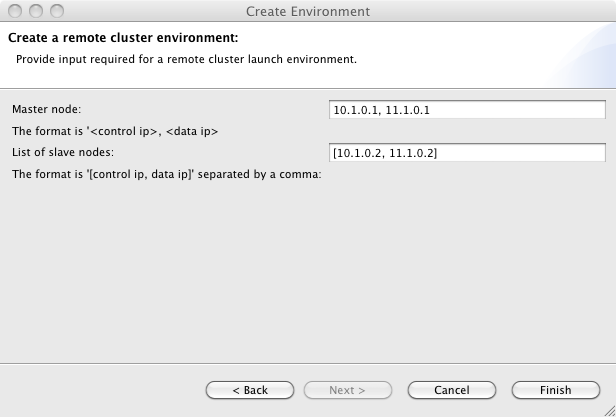 Create Environment
Create a remote cluster environment:
Provide input required for a remote cluster launch environment.
Master node:
10.1.0.1, 11.1.0.1
The format is '<control ip>, <data ip>
List of slave nodes:
[10.1.0.2, 11.1.0.2]
The format is '[control ip, data ip]' separated by a comma:
< Back
Next >
Cancel
Finish